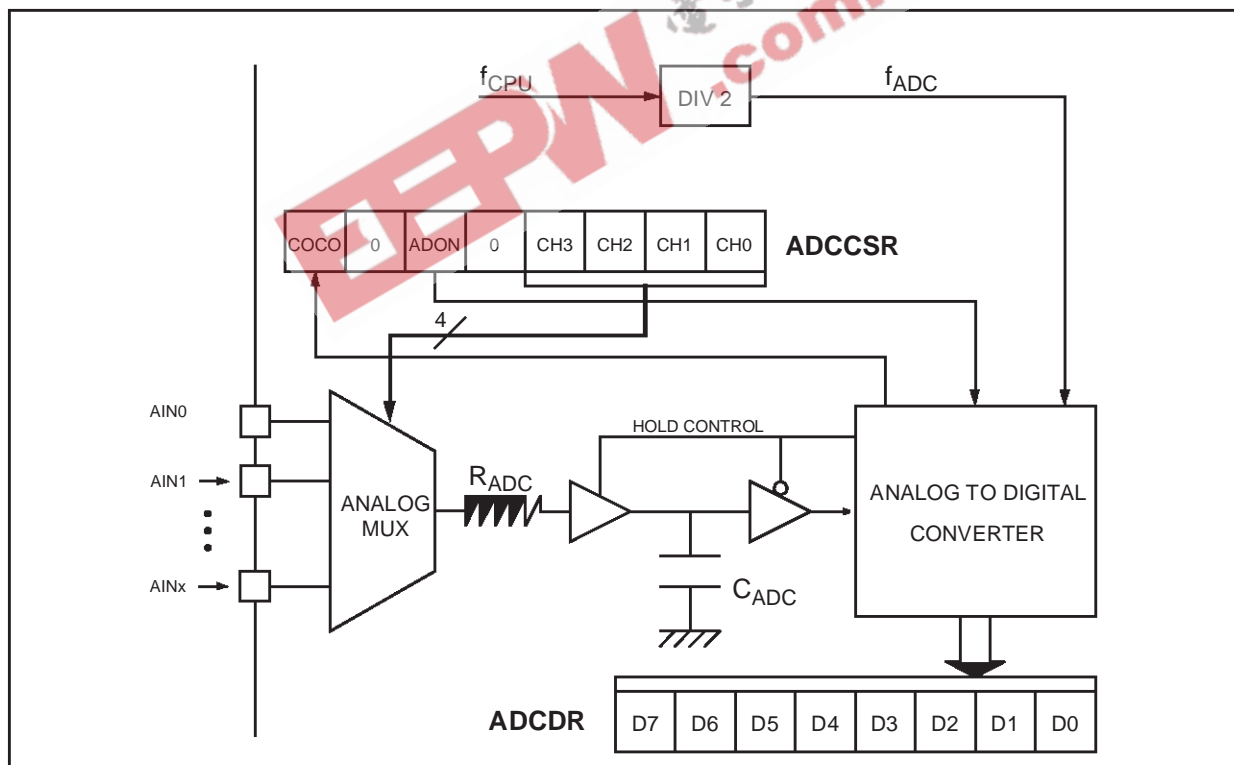 EEPW.com
fCPU
DIV 2
fADC
COCO 0 ADON 0 CH3 CH2 CH1 CH0 ADCCSR
4
AIN0
HOLD CONTROL
AIN1
RADC
ANALOG
MUX
ANALOG TO DIGITAL
CONVERTER
AINx
CADC
ADCDR D7 D6 D5 D4 D3 D2 D1 D0